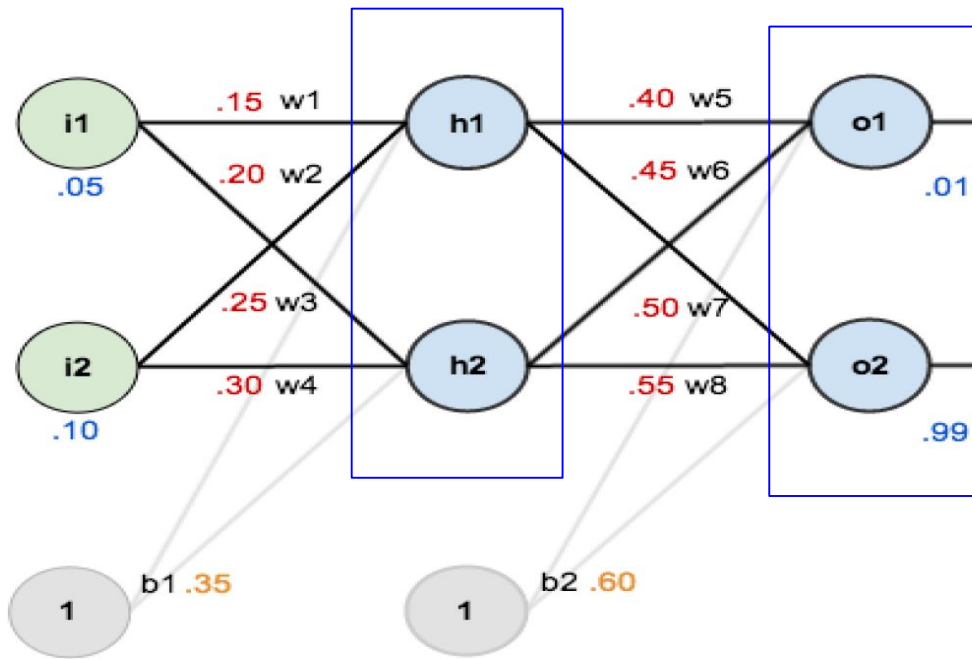 .15 w1
.40 w5
i1
h1
o1
.20 w2
.45 w6
.05
.01
.25 w3
.50 w7
i2
h2
o2
.30 w4
.55 w8
.10
.99
b1 .35
b2 .60
1
1